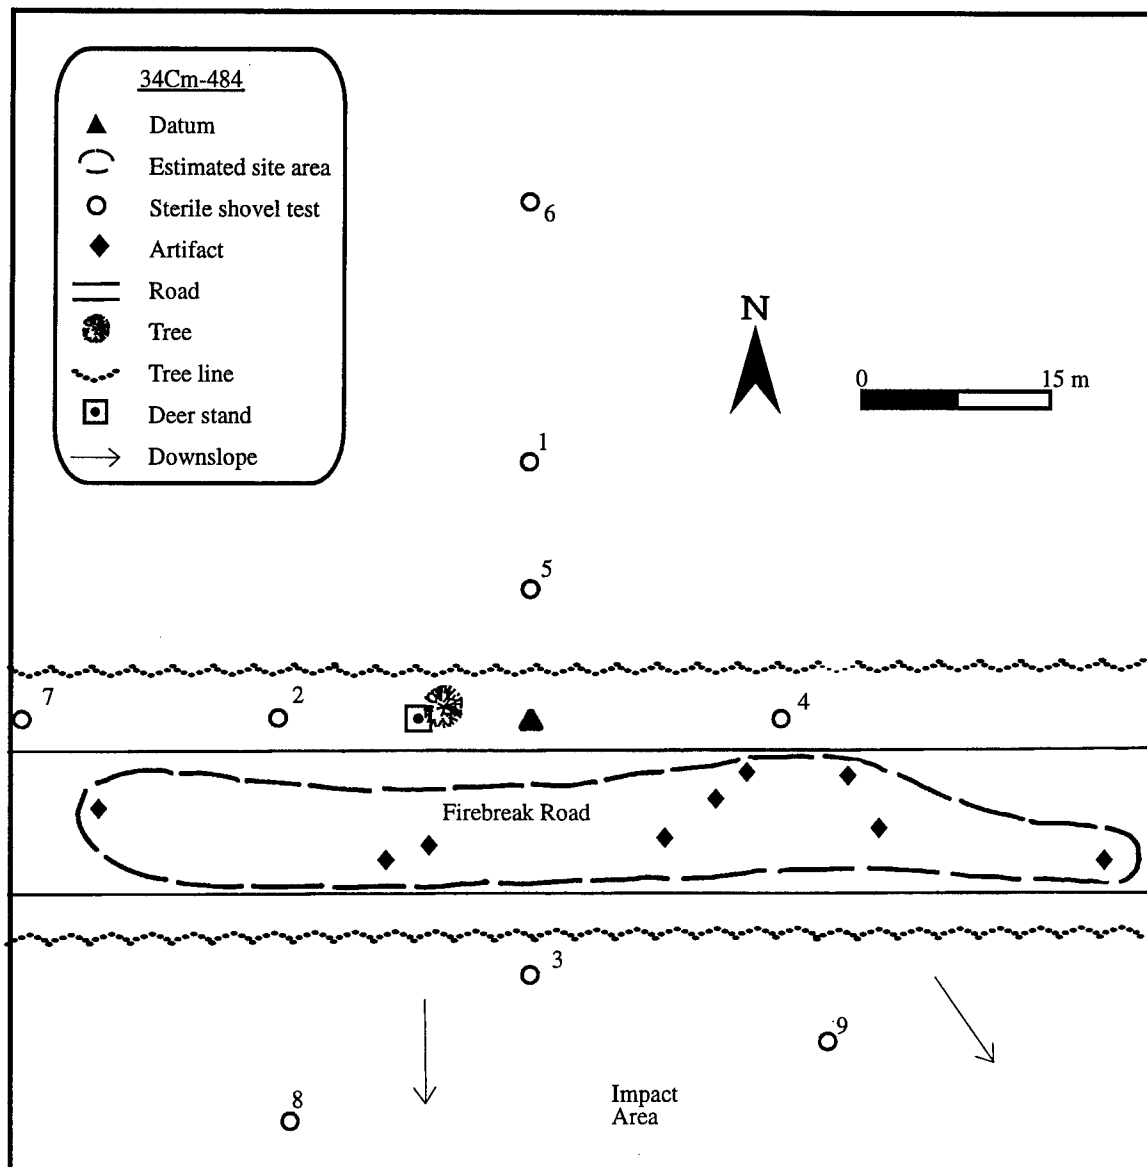 34Cm-484
Datum
Estimated site area
Sterile shovel test
Artifact
Road
Tree
Tree line
Deer stand
Downslope
6
N
0 15 m
1
5
7
2
4
Firebreak Road
3
9
8
Impact
Area